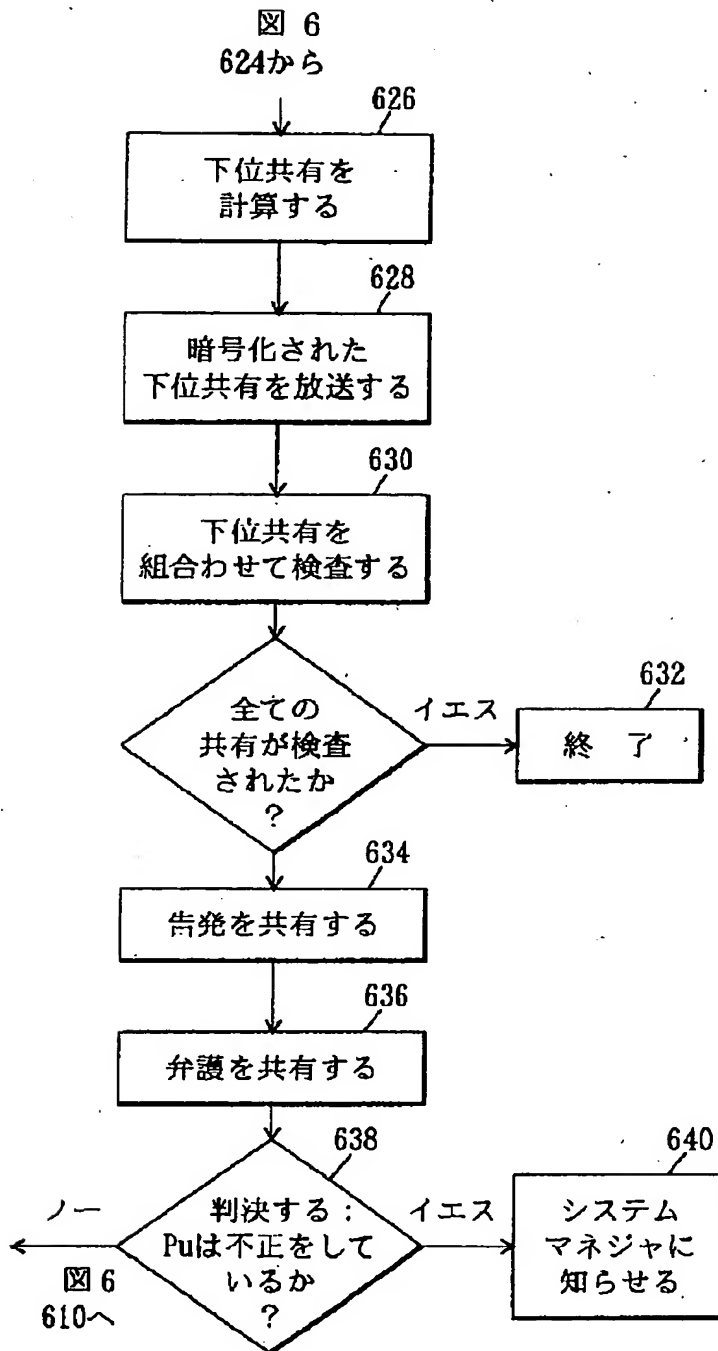 図 6
624から
626
下位共有を
計算する
628
暗号化された
下位共有を放送する
630
下位共有を
組合わせて検査する
全ての
共有が検査
されたか
?
イエス
632
終 了
634
告発を共有する
636
弁護を共有する
638
判決する:
Puは不正をして
いるか
?
ノー
図 6
610へ
イエス
640
システム
マネジャに
知らせる